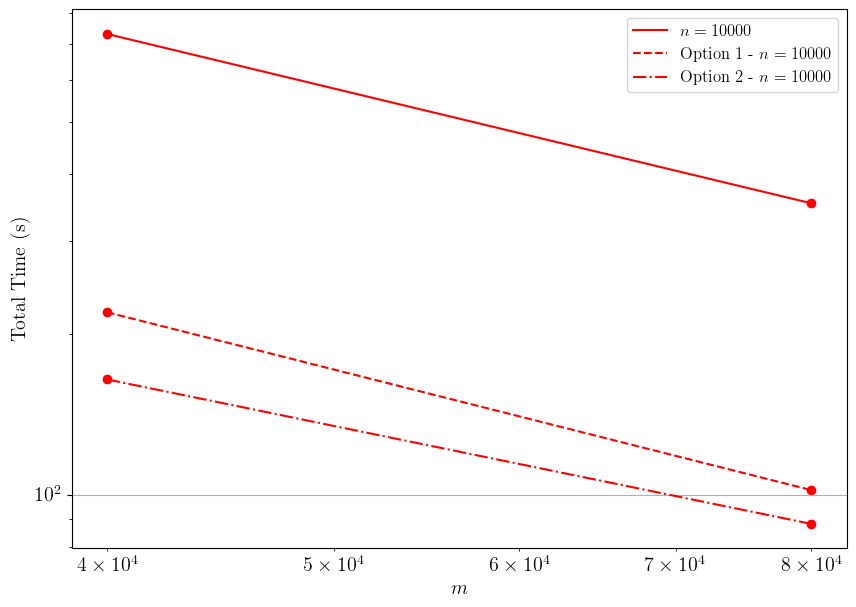 n = 10000
Option 1 - n = 10000
Option 2 - n = 10000
Total Time (s)
10²
4 × 10⁴ 5 × 10⁴ 6 × 10⁴ 7 × 10⁴ 8 × 10⁴
m